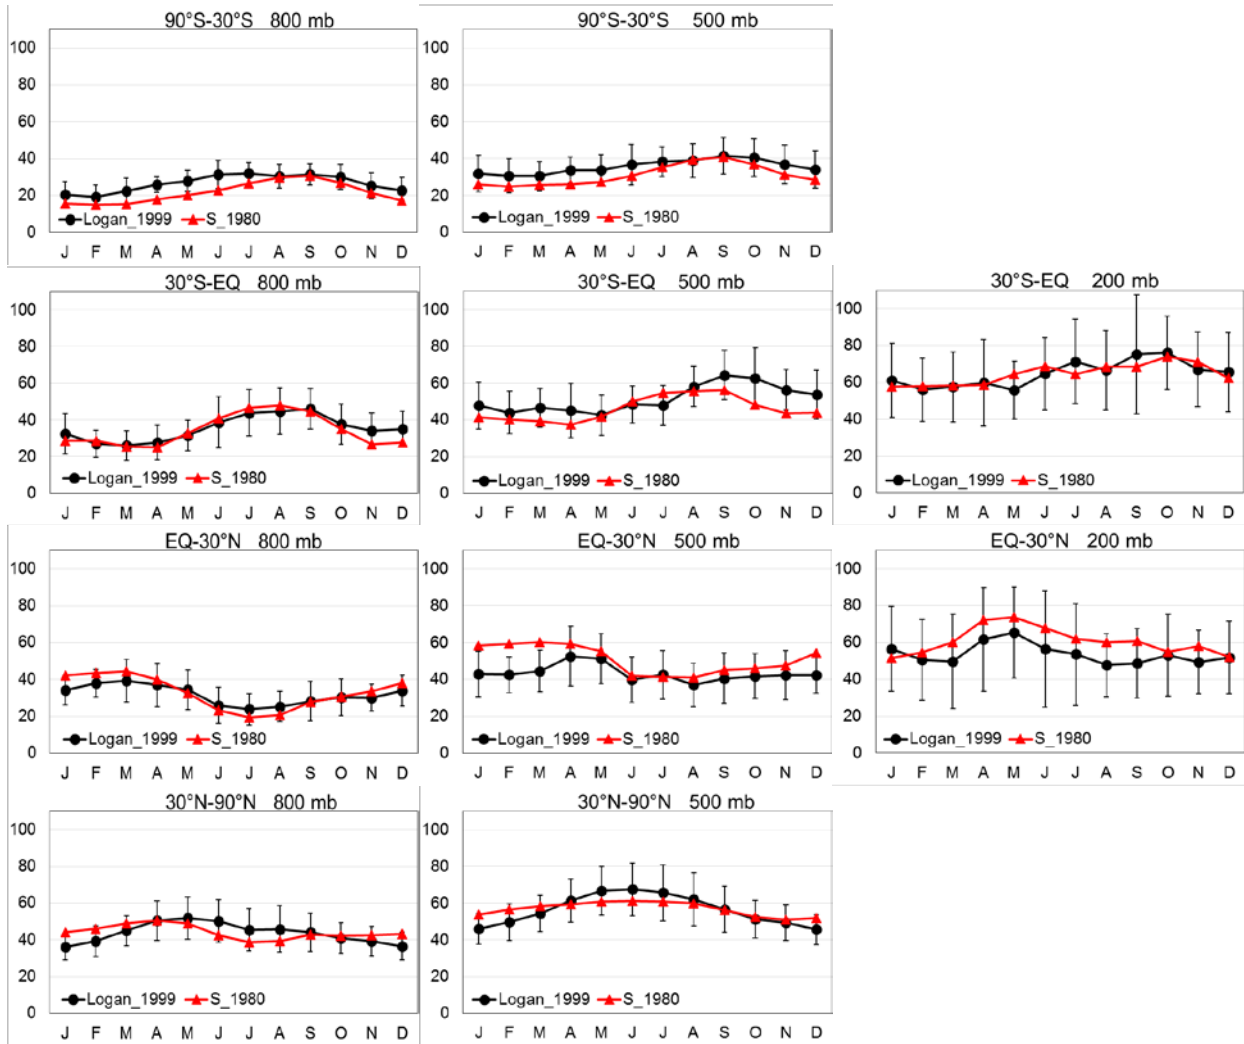 90°S-30°S 800 mb
100
80
60
40
20
0
Logan_1999 S_1980
J F M A M J J A S O N D
90°S-30°S 500 mb
100
80
60
40
20
0
Logan_1999 S_1980
J F M A M J J A S O N D
30°S-EQ 800 mb
100
80
60
40
20
0
Logan_1999 S_1980
J F M A M J J A S O N D
30°S-EQ 500 mb
100
80
60
40
20
0
Logan_1999 S_1980
J F M A M J J A S O N D
30°S-EQ 200 mb
100
80
60
40
20
0
Logan_1999 S_1980
J F M A M J J A S O N D
EQ-30°N 800 mb
100
80
60
40
20
0
Logan_1999 S_1980
J F M A M J J A S O N D
EQ-30°N 500 mb
100
80
60
40
20
0
Logan_1999 S_1980
J F M A M J J A S O N D
EQ-30°N 200 mb
100
80
60
40
20
0
Logan_1999 S_1980
J F M A M J J A S O N D
30°N-90°N 800 mb
100
80
60
40
20
0
Logan_1999 S_1980
J F M A M J J A S O N D
30°N-90°N 500 mb
100
80
60
40
20
0
Logan_1999 S_1980
J F M A M J J A S O N D